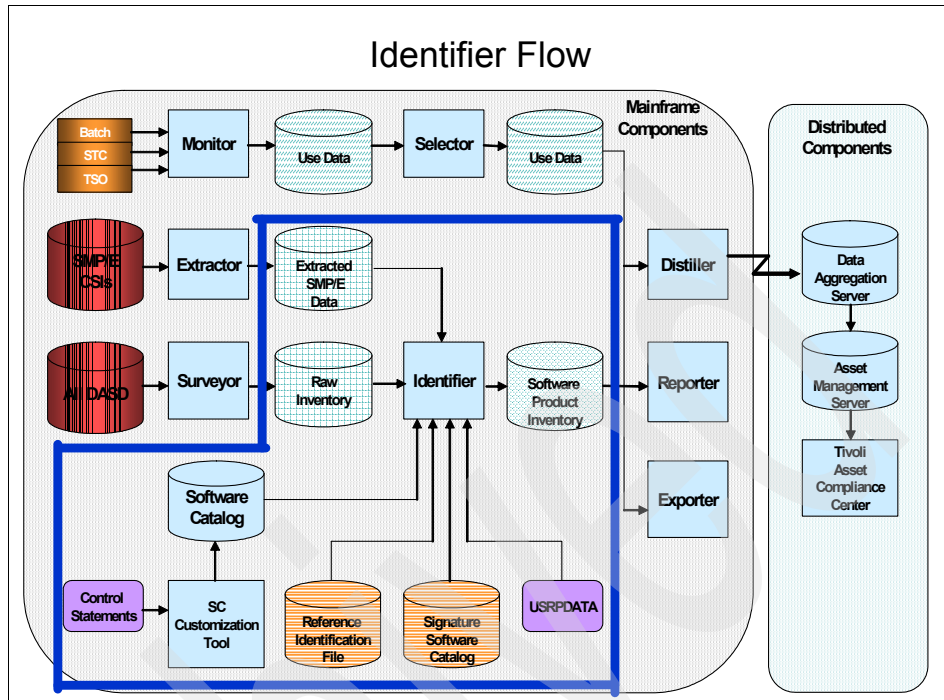 Identifier Flow
Mainframe
Components
Distributed
Components
Batch
STC
TSO
Monitor
Use Data
Selector
Use Data
SMP/E
CSIs
Extractor
Extracted
SMP/E
Data
Distiller
Data
Aggregation
Server
All DASD
Surveyor
Raw
Inventory
Identifier
Software
Product
Inventory
Reporter
Asset
Management
Server
Software
Catalog
Exporter
Tivoli
Asset
Compliance
Center
Control
Statements
SC
Customization
Tool
Reference
Identification
File
Signature
Software
Catalog
USRPDATA